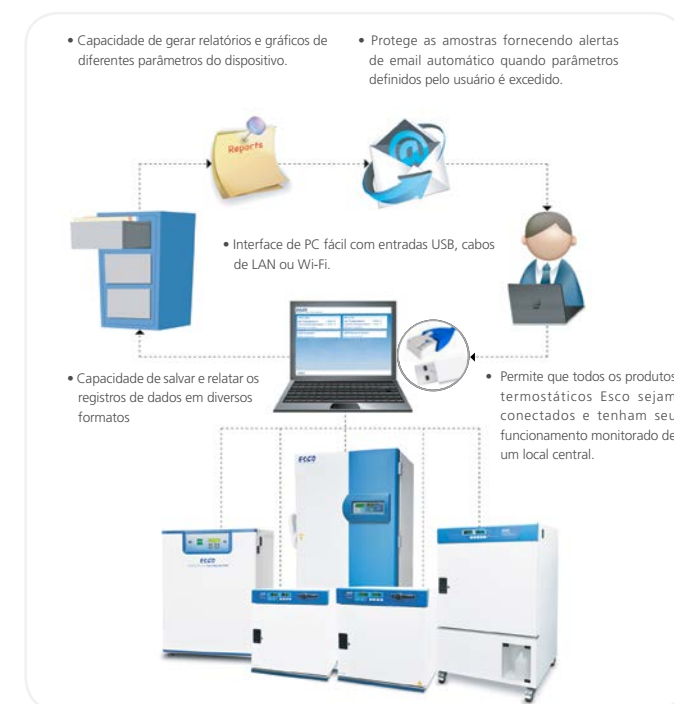 • Capacidade de gerar relatórios e gráficos de
diferentes parâmetros do dispositivo.
• Protege as amostras fornecendo alertas
de email automático quando parâmetros
definidos pelo usuário é excedido.
Reports
@
• Interface de PC fácil com entradas USB, cabos
de LAN ou Wi-Fi.
• Capacidade de salvar e relatar os
registros de dados em diversos
formatos
• Permite que todos os produtos
termostáticos Esco sejam
conectados e tenham seu
funcionamento monitorado de
um local central.
ESCO
ESCO